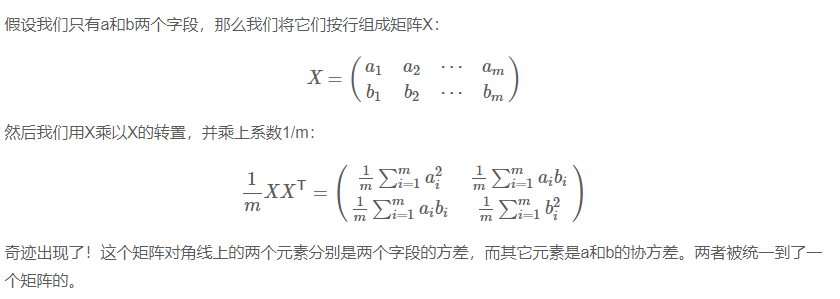 假设我们只有a和b两个字段，那么我们将它们按行组成矩阵X：
$$X = \begin{pmatrix} a_1 & a_2 & \cdots & a_m \\ b_1 & b_2 & \cdots & b_m \end{pmatrix}$$
然后我们用X乘以X的转置，并乘上系数1/m：
$$\frac{1}{m} X X^{\mathsf{T}} = \begin{pmatrix} \frac{1}{m} \sum_{i=1}^{m} a_i^2 & \frac{1}{m} \sum_{i=1}^{m} a_i b_i \\ \frac{1}{m} \sum_{i=1}^{m} a_i b_i & \frac{1}{m} \sum_{i=1}^{m} b_i^2 \end{pmatrix}$$
奇迹出现了！这个矩阵对角线上的两个元素分别是两个字段的方差，而其它元素是a和b的协方差。两者被统一到了一
个矩阵的。